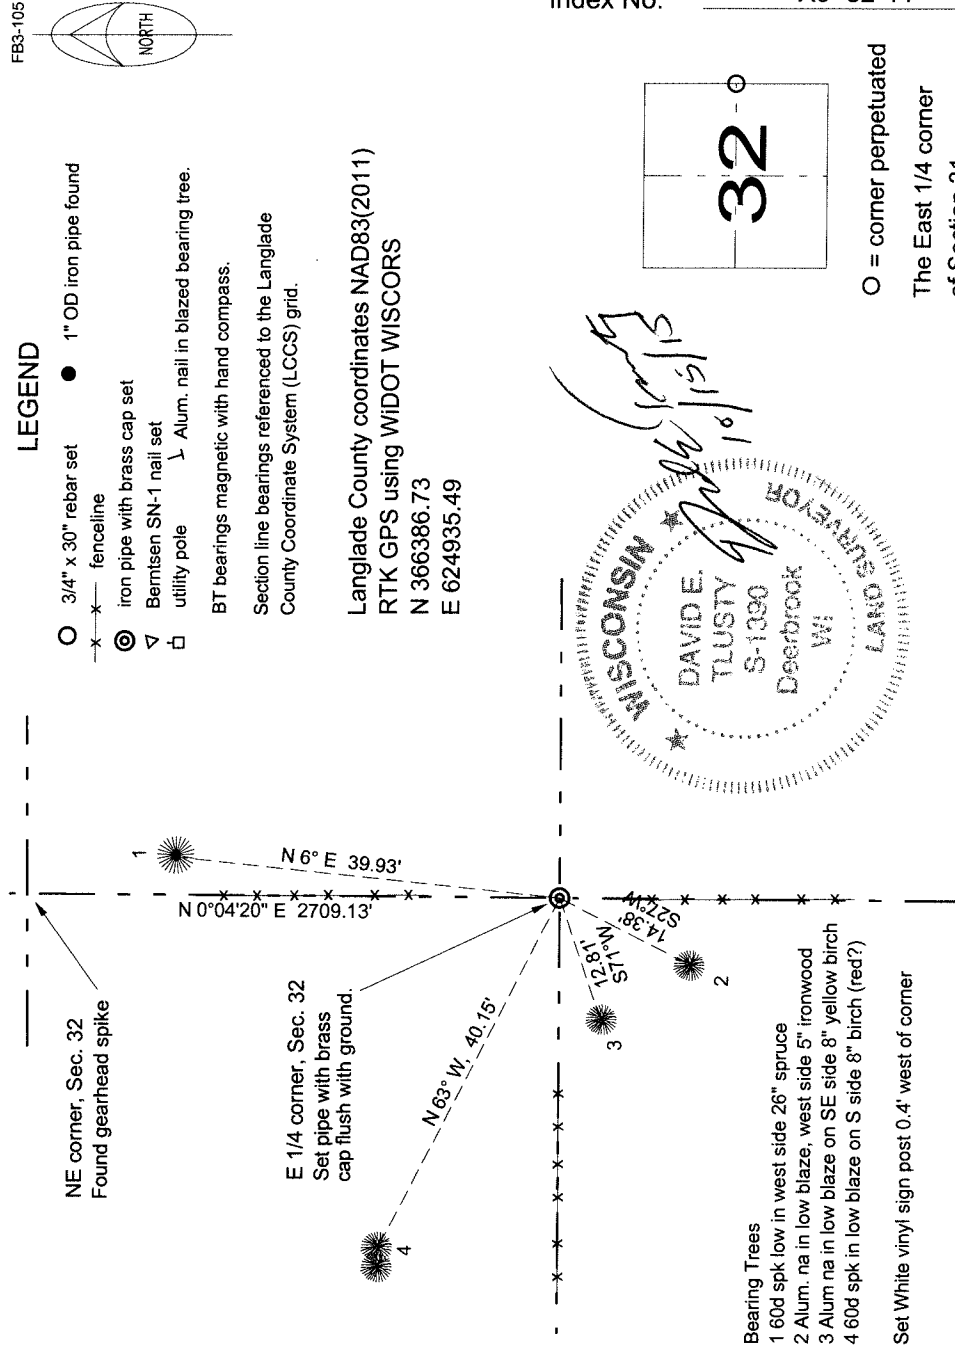 FB3-105
NORTH
Index No.
LEGEND
3/4" x 30" rebar set
1" OD iron pipe found
x fenceline
iron pipe with brass cap set
Berntsen SN-1 nail set
utility pole
Alum. nail in blazed bearing tree.
BT bearings magnetic with hand compass.
Section line bearings referenced to the Langlade
County Coordinate System (LCCS) grid.
Langlade County coordinates NAD83(2011)
RTK GPS using WiDOT WISCORS
N 366386.73
E 624935.49
32
O = corner perpetuated
The East 1/4 corner
of Section 31
10/15/15
WISCONSIN
DAVID E.
TLUSTY
S-1390
Deerbrook
WI
LAND SURVEYOR
NE corner, Sec. 32
Found gearhead spike
N 0°04'20" E 2709.13'
1
N 6° E 39.93'
E 1/4 corner, Sec. 32
Set pipe with brass
cap flush with ground.
N 63° W, 40.15'
4
12.81'
S71°W
3
14.38'
S27°W
2
Bearing Trees
1 60d spk low in west side 26" spruce
2 Alum. na in low blaze, west side 5" ironwood
3 Alum na in low blaze on SE side 8" yellow birch
4 60d spk in low blaze on S side 8" birch (red?)
Set White vinyl sign post 0.4' west of corner